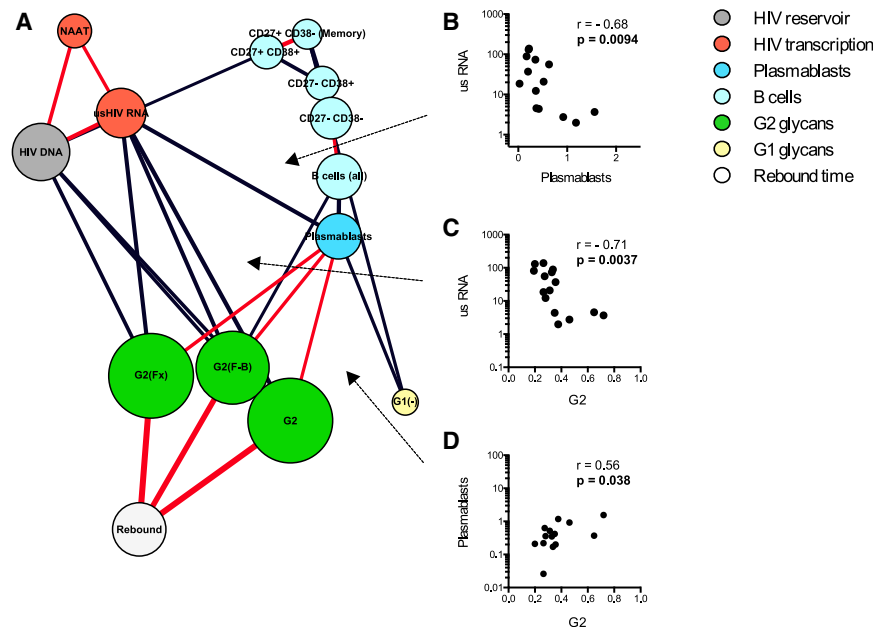 A
NAAT
CD27+ CD38- (Memory)
CD27+ CD38+
CD27- CD38+
usHIV RNA
CD27- CD38-
HIV DNA
B cells (all)
Plasmablasts
G2(Fx)
G2(F-B)
G1(-)
G2
Rebound
B
r = - 0.68
p = 0.0094
us RNA
1000
100
10
1
0
1
2
Plasmablasts
C
r = - 0.71
p = 0.0037
us RNA
1000
100
10
1
0.1
0.0
0.2
0.4
0.6
0.8
1.0
G2
D
r = 0.56
p = 0.038
Plasmablasts
100
10
1
0.1
0.01
0.0
0.2
0.4
0.6
0.8
1.0
G2
HIV reservoir
HIV transcription
Plasmablasts
B cells
G2 glycans
G1 glycans
Rebound time